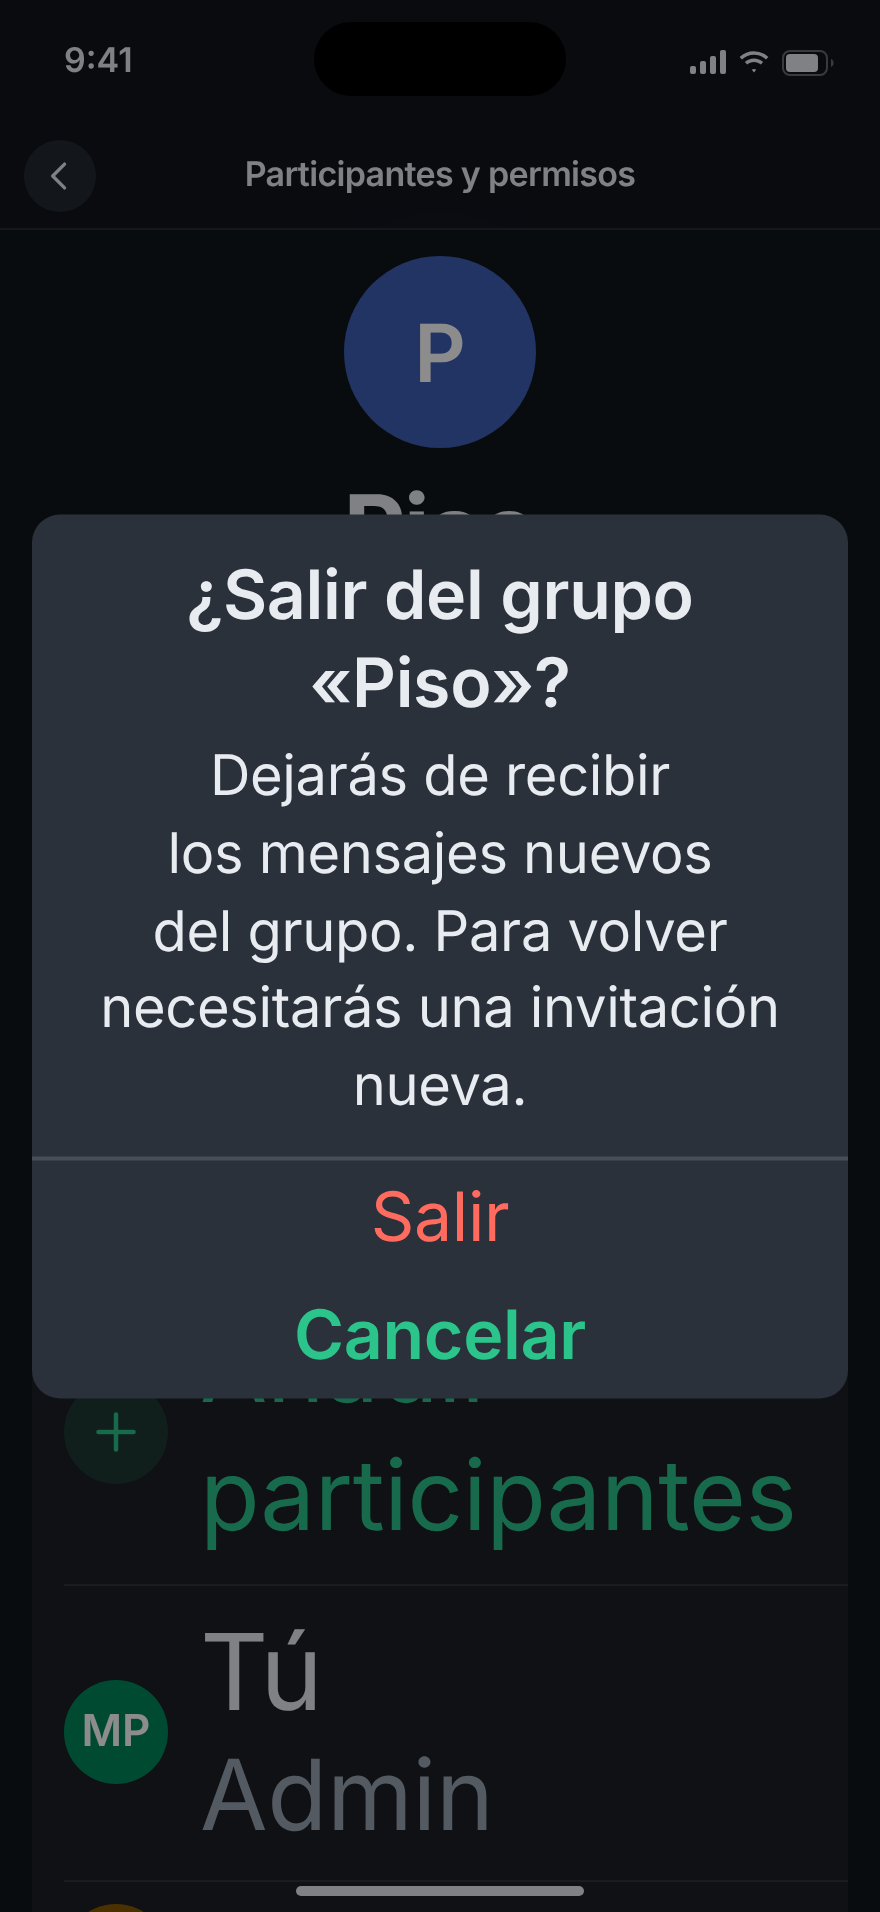 9:41
Participantes y permisos
P
Piso
¿Salir del grupo
«Piso»?
Dejarás de recibir
los mensajes nuevos
del grupo. Para volver
necesitarás una invitación
nueva.
Salir
Cancelar
participantes
Tú
MP
Admin